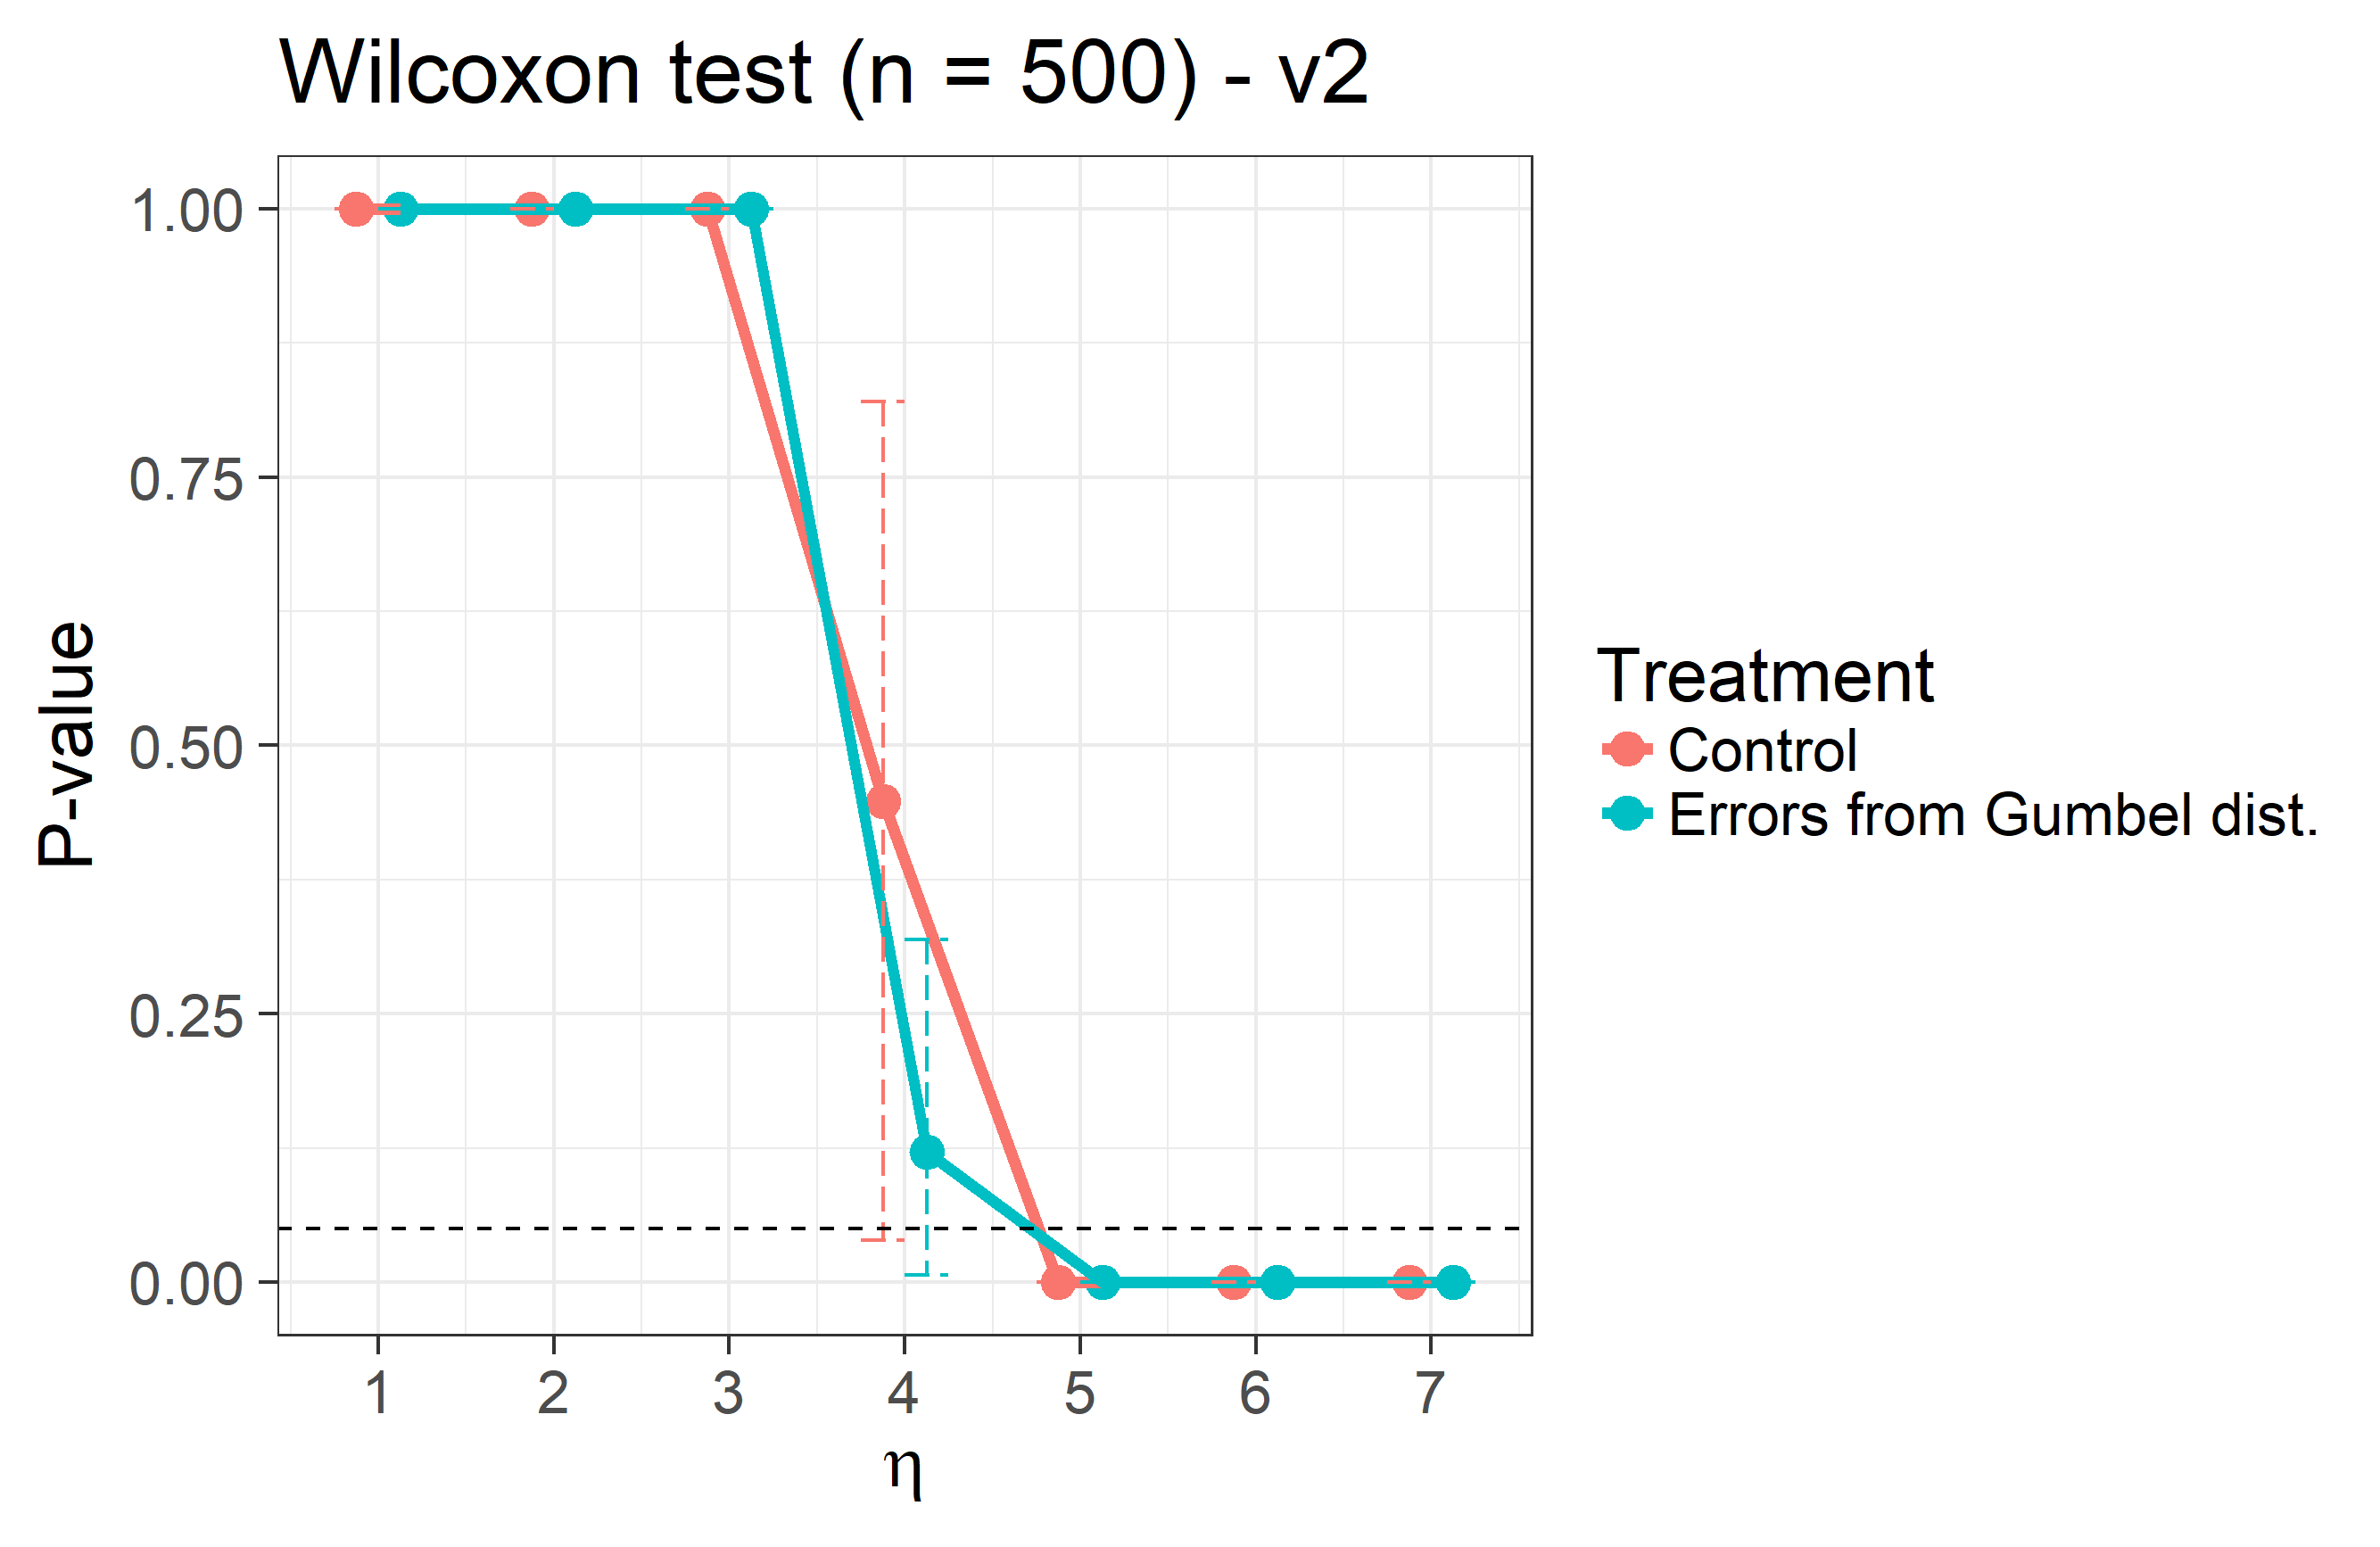 Wilcoxon test (n = 500) - v2
P-value
1.00
0.75
0.50
0.25
0.00
1 2 3 4 5 6 7
η
Treatment
Control
Errors from Gumbel dist.